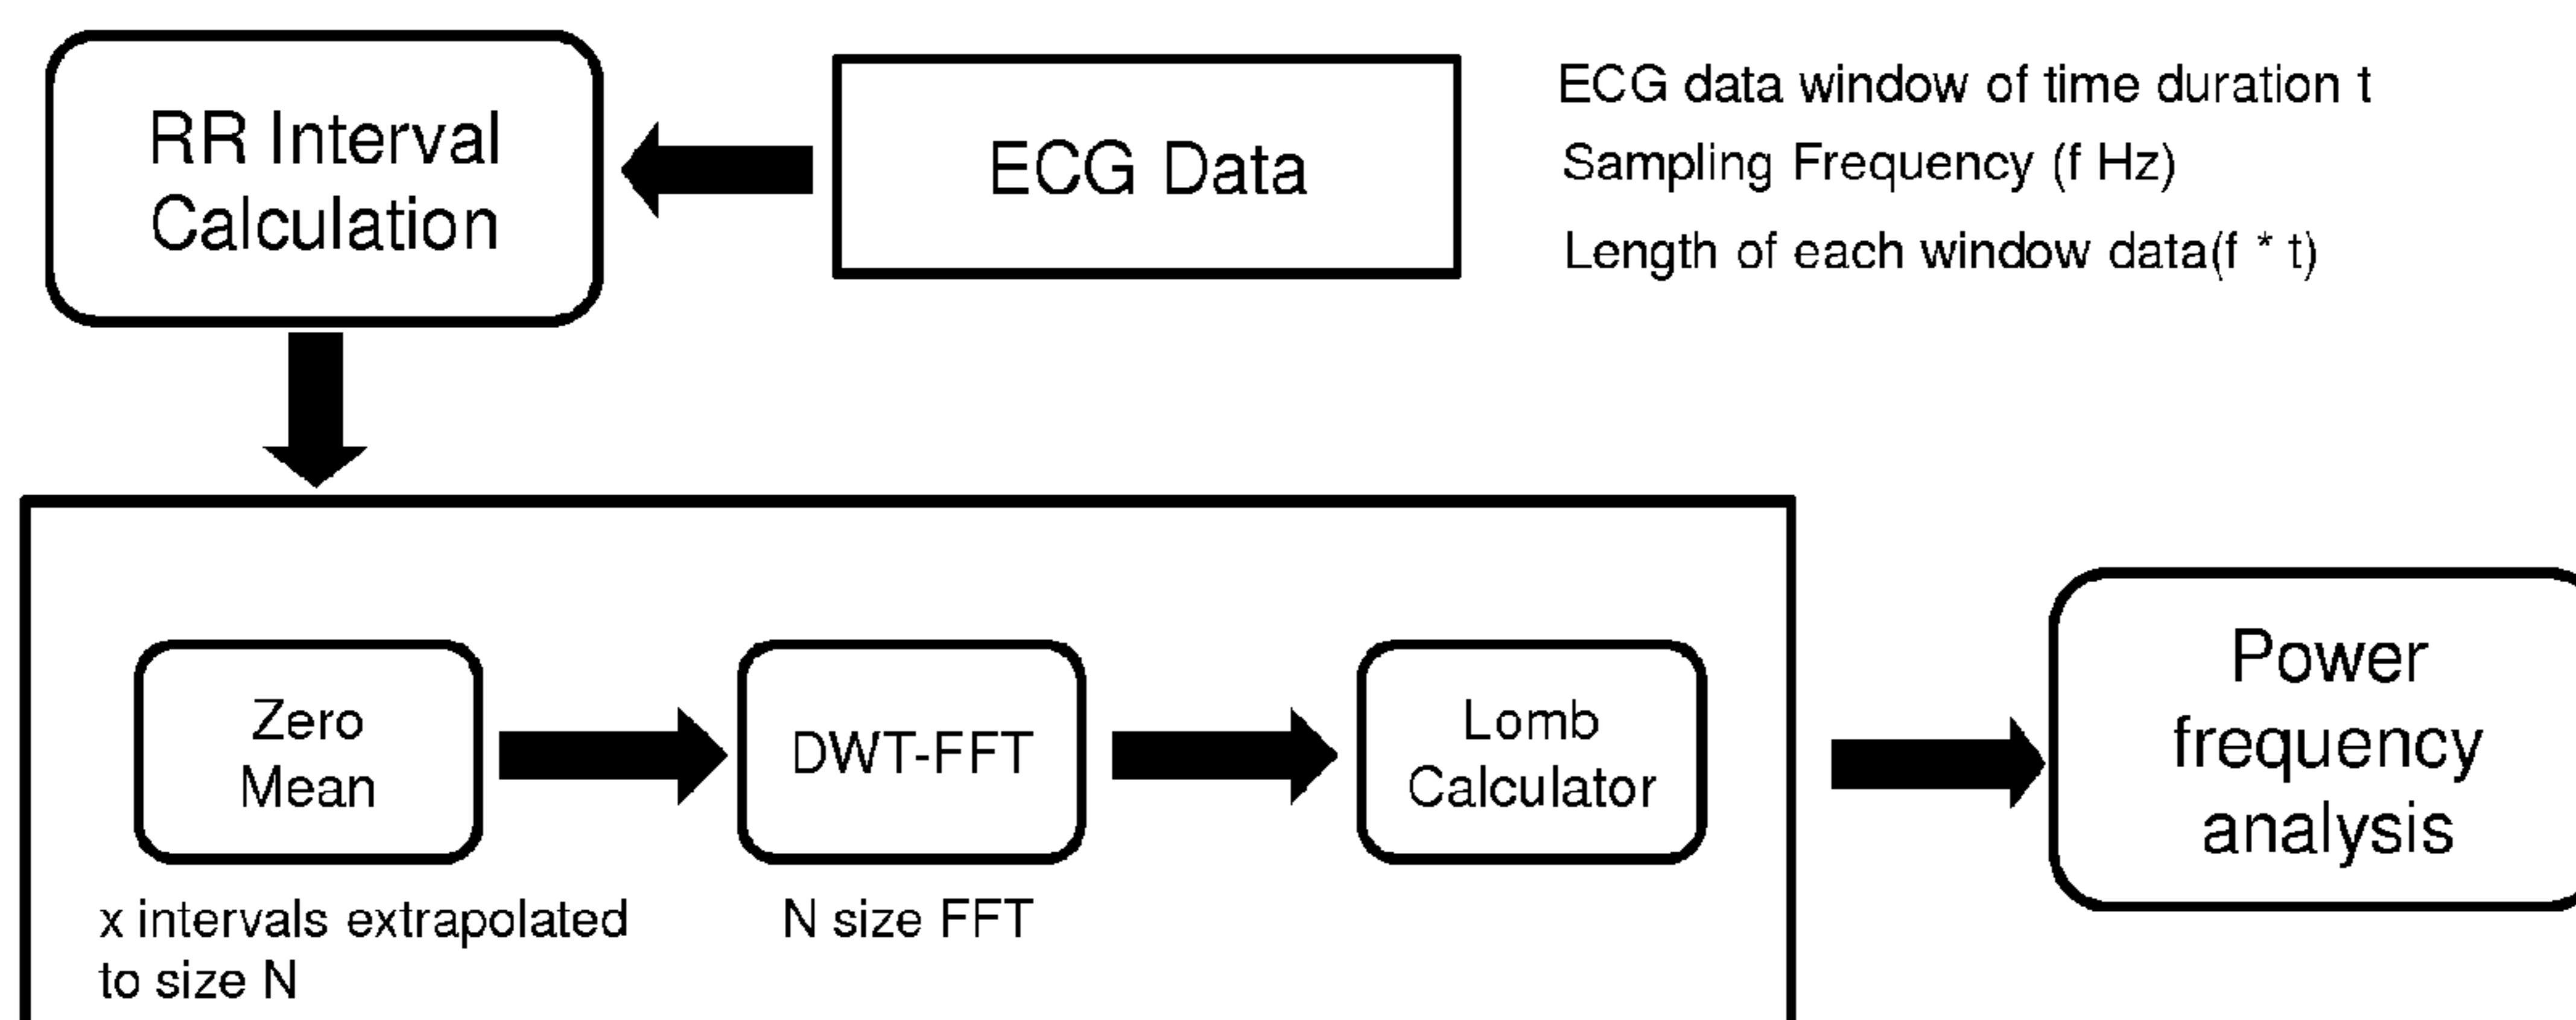 RR Interval
Calculation
ECG Data
ECG data window of time duration t
Sampling Frequency (f Hz)
Length of each window data(f * t)
Zero
Mean
DWT-FFT
Lomb
Calculator
Power
frequency
analysis
x intervals extrapolated
to size N
N size FFT